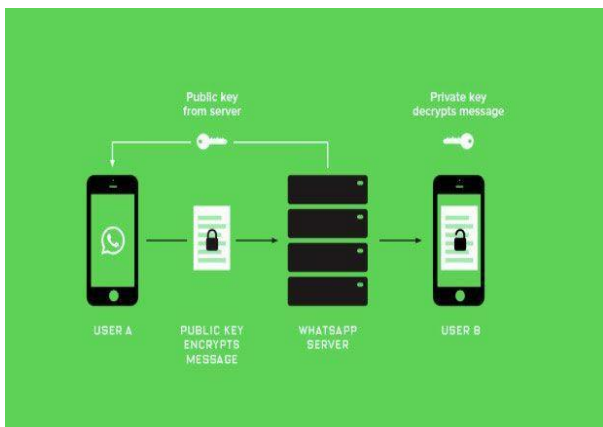 Public key
from server
Private key
decrypts message
USER A
PUBLIC KEY
ENCRYPTS
MESSAGE
WHATSAPP
SERVER
USER B